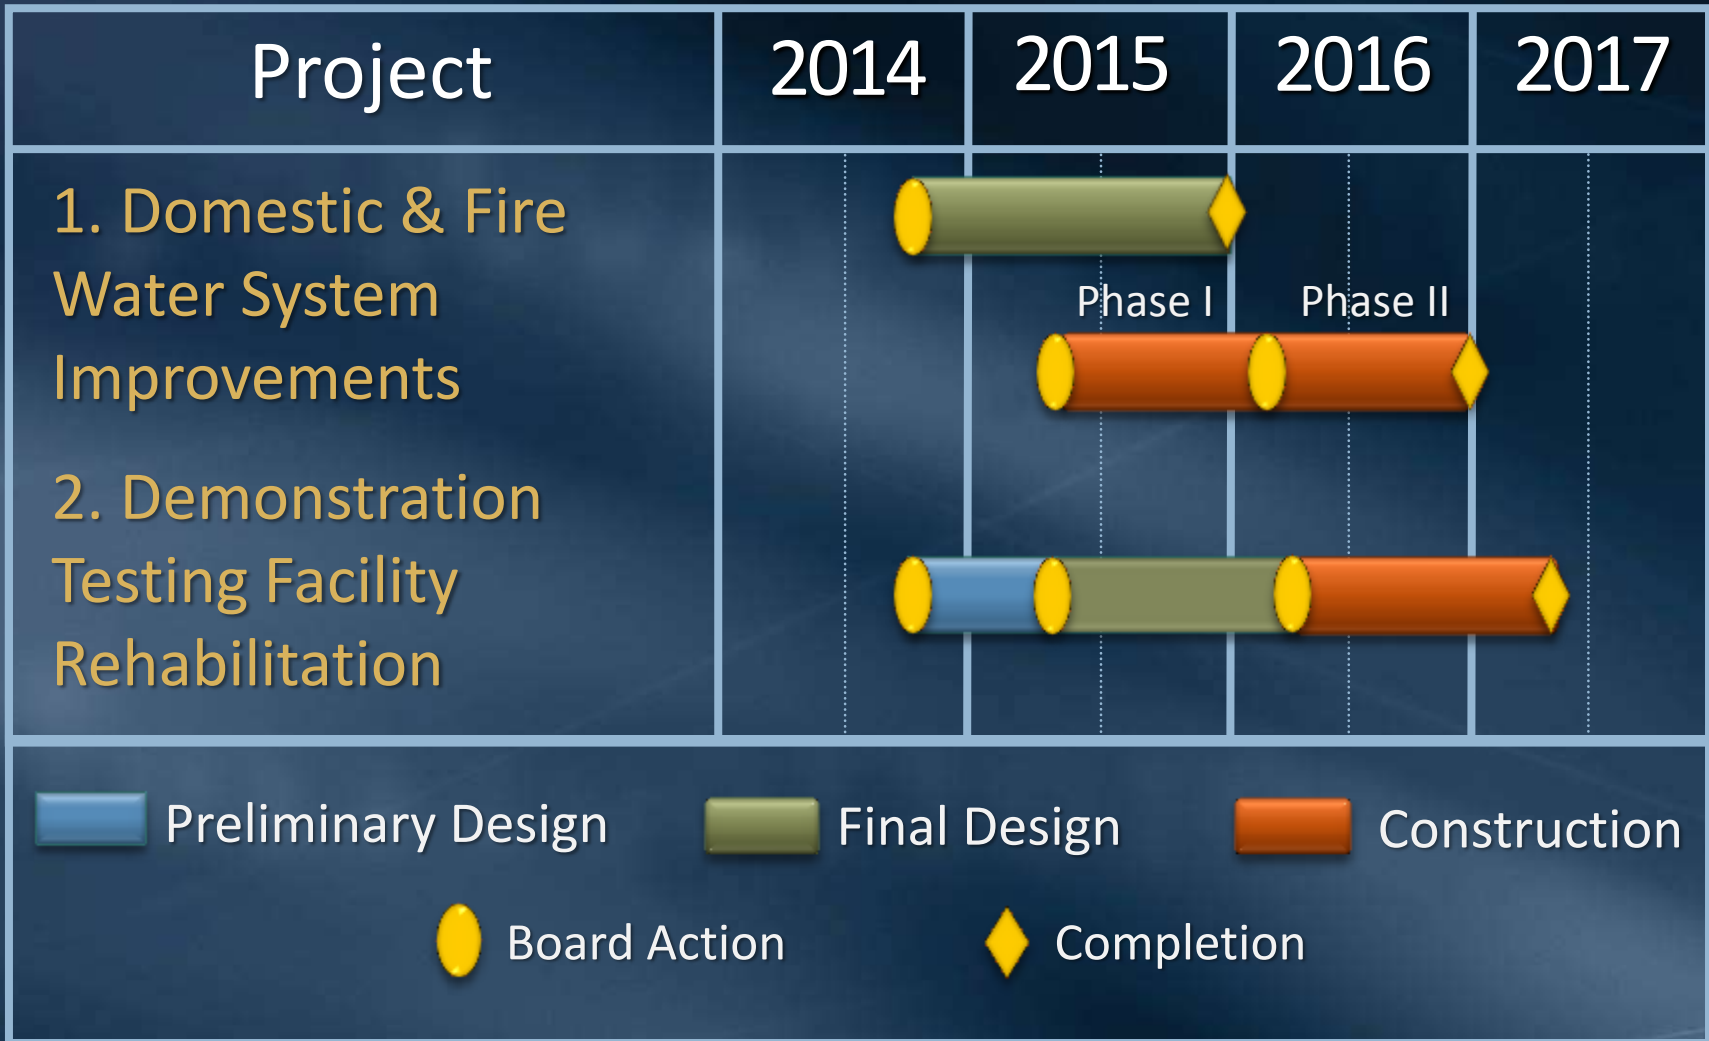 Project
2014
2015
2016
2017
1. Domestic & Fire
Water System
Improvements
Phase I
Phase II
2. Demonstration
Testing Facility
Rehabilitation
Preliminary Design
Final Design
Construction
Board Action
Completion